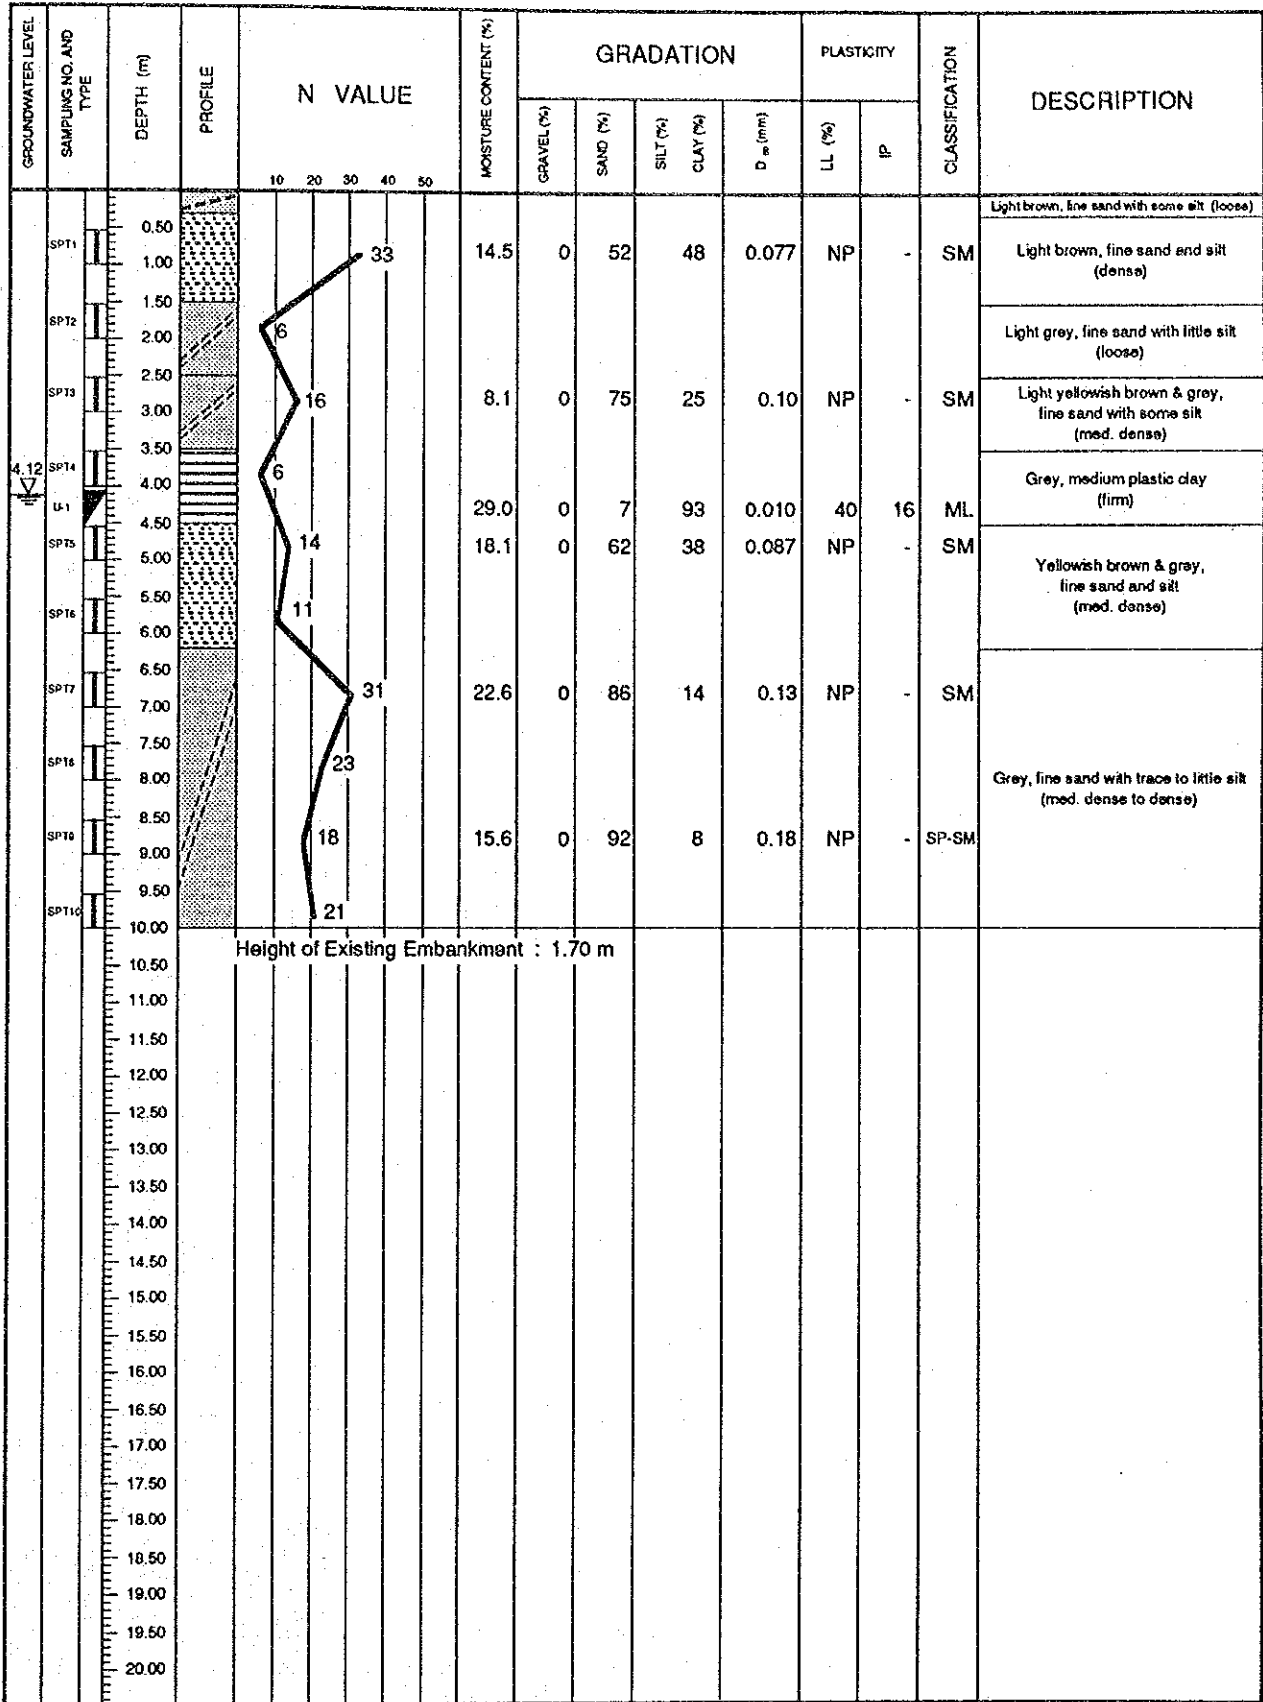 GROUNDWATER LEVEL
SAMPLING NO. AND TYPE
DEPTH (m)
PROFILE
N VALUE
10 20 30 40 50
MOISTURE CONTENT (%)
GRADATION
GRAVEL (%)
SAND (%)
SILT (%)
CLAY (%)
D (mm)
PLASTICITY
LL (%)
IP
CLASSIFICATION
DESCRIPTION
Light brown, fine sand with some silt (loose)
0.50
SPT1
33 14.5 0 52 48 0.077 NP - SM
Light brown, fine sand and silt
(dense)
1.00
1.50
SPT2
6
2.00
Light grey, fine sand with little silt
(loose)
2.50
SPT3
16 8.1 0 75 25 0.10 NP - SM
Light yellowish brown & grey,
fine sand with some silt
(med. dense)
3.00
3.50
4.12
SPT4
6
4.00
Grey, medium plastic clay
(firm)
U-1
29.0 0 7 93 0.010 40 16 ML
4.50
SPT5
14 18.1 0 62 38 0.087 NP - SM
5.00
Yellowish brown & grey,
fine sand and silt
(med. dense)
5.50
SPT6
11
6.00
6.50
SPT7
31 22.6 0 86 14 0.13 NP - SM
7.00
7.50
SPT8
23
8.00
Grey, fine sand with trace to little silt
(med. dense to dense)
8.50
SPT9
18 15.6 0 92 8 0.18 NP - SP-SM
9.00
9.50
SPT10
21
10.00
Height of Existing Embankment : 1.70 m
10.50
11.00
11.50
12.00
12.50
13.00
13.50
14.00
14.50
15.00
15.50
16.00
16.50
17.00
17.50
18.00
18.50
19.00
19.50
20.00